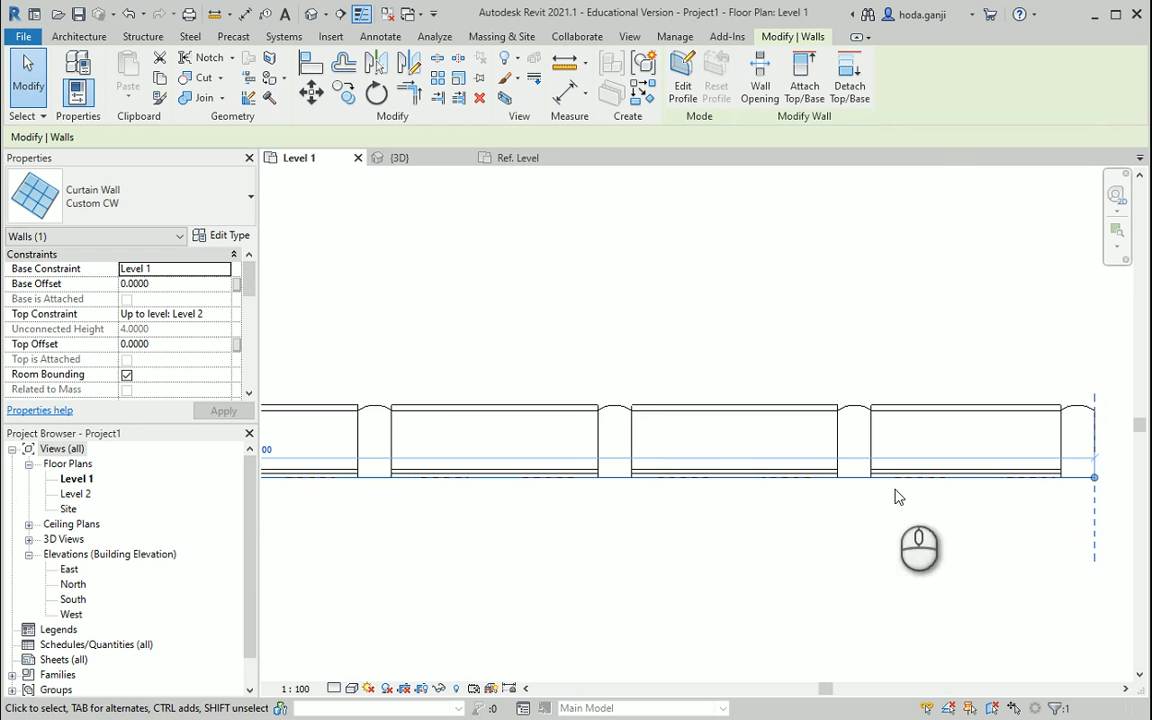 Autodesk Revit 2021.1 - Educational Version - Project1 - Floor Plan: Level 1
hoda.ganji
File Architecture Structure Steel Precast Systems Insert Annotate Analyze Massing & Site Collaborate View Manage Add-Ins Modify | Walls
Modify
Select
Properties
Paste
Clipboard
Notch
Cut
Join
Geometry
Modify
View
Measure
Create
Edit Profile
Reset Profile
Mode
Wall Opening
Attach Top/Base
Detach Top/Base
Modify Wall
Modify | Walls
Properties
Level 1
{3D}
Ref. Level
Curtain Wall
Custom CW
Walls (1)
Edit Type
Constraints
Base Constraint Level 1
Base Offset 0.0000
Base is Attached
Top Constraint Up to level: Level 2
Unconnected Height 4.0000
Top Offset 0.0000
Top is Attached
Room Bounding
Related to Mass
Properties help
Apply
Project Browser - Project1
Views (all)
Floor Plans
Level 1
Level 2
Site
Ceiling Plans
3D Views
Elevations (Building Elevation)
East
North
South
West
Legends
Schedules/Quantities (all)
Sheets (all)
Families
Groups
00
2D
1 : 100
Click to select, TAB for alternates, CTRL adds, SHIFT unselect
:0
Main Model
:1